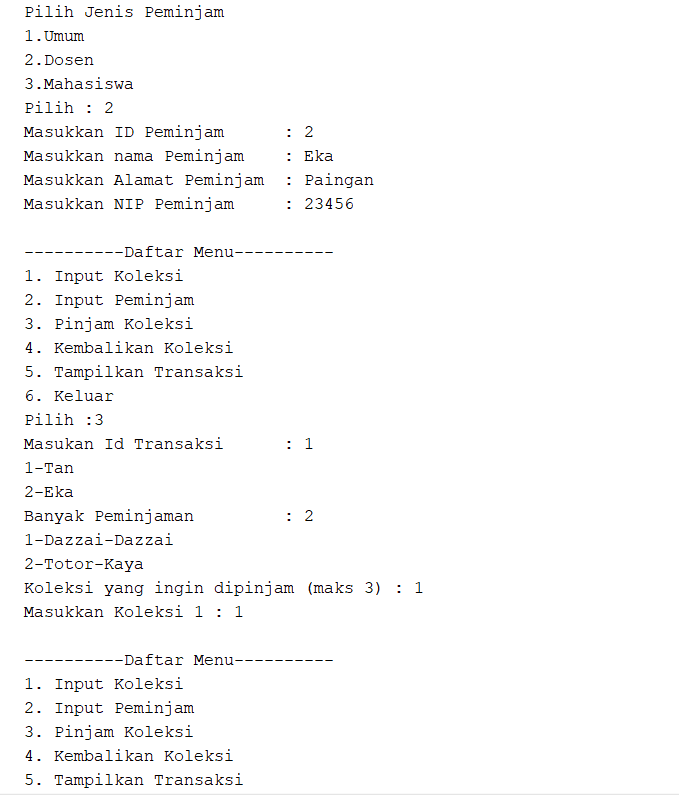 Pilih Jenis Peminjam
1.Umum
2.Dosen
3.Mahasiswa
Pilih : 2
Masukkan ID Peminjam      : 2
Masukkan nama Peminjam    : Eka
Masukkan Alamat Peminjam  : Paingan
Masukkan NIP Peminjam     : 23456

----------Daftar Menu----------
1. Input Koleksi
2. Input Peminjam
3. Pinjam Koleksi
4. Kembalikan Koleksi
5. Tampilkan Transaksi
6. Keluar
Pilih :3
Masukan Id Transaksi      : 1
1-Tan
2-Eka
Banyak Peminjaman         : 2
1-Dazzai-Dazzai
2-Totor-Kaya
Koleksi yang ingin dipinjam (maks 3) : 1
Masukkan Koleksi 1 : 1

----------Daftar Menu----------
1. Input Koleksi
2. Input Peminjam
3. Pinjam Koleksi
4. Kembalikan Koleksi
5. Tampilkan Transaksi